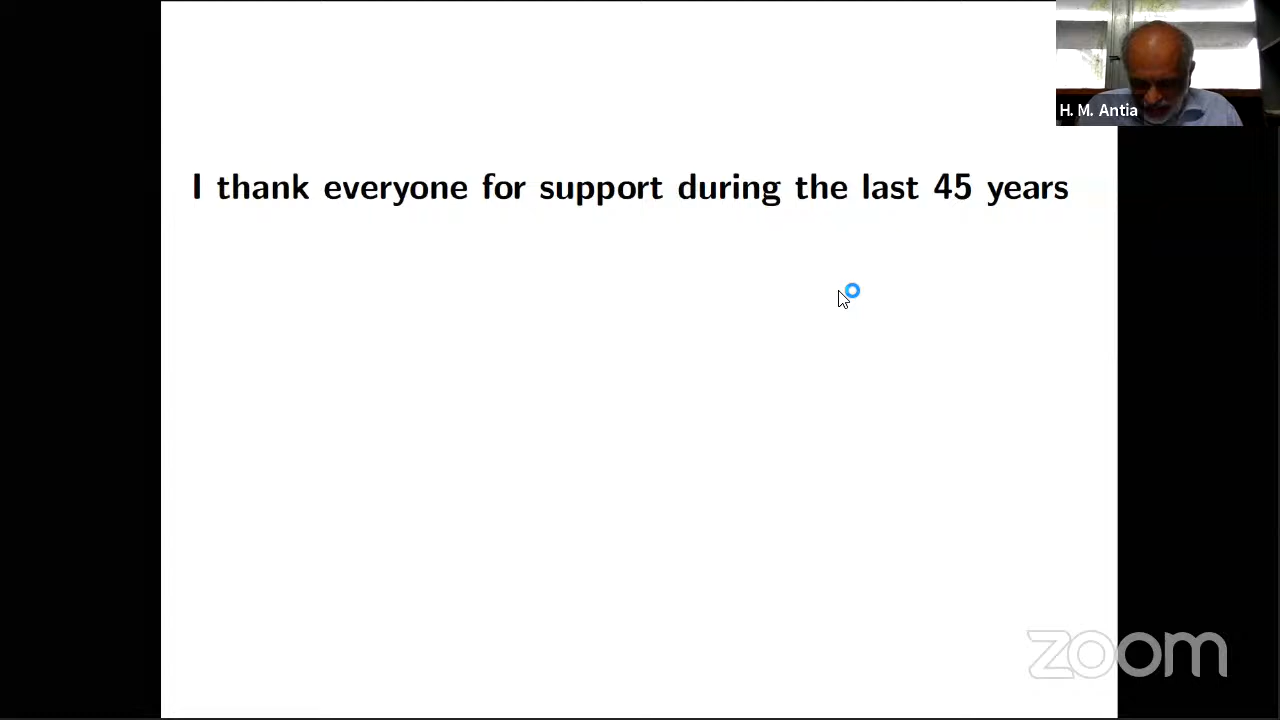 H. M. Antia
I thank everyone for support during the last 45 years
zoom